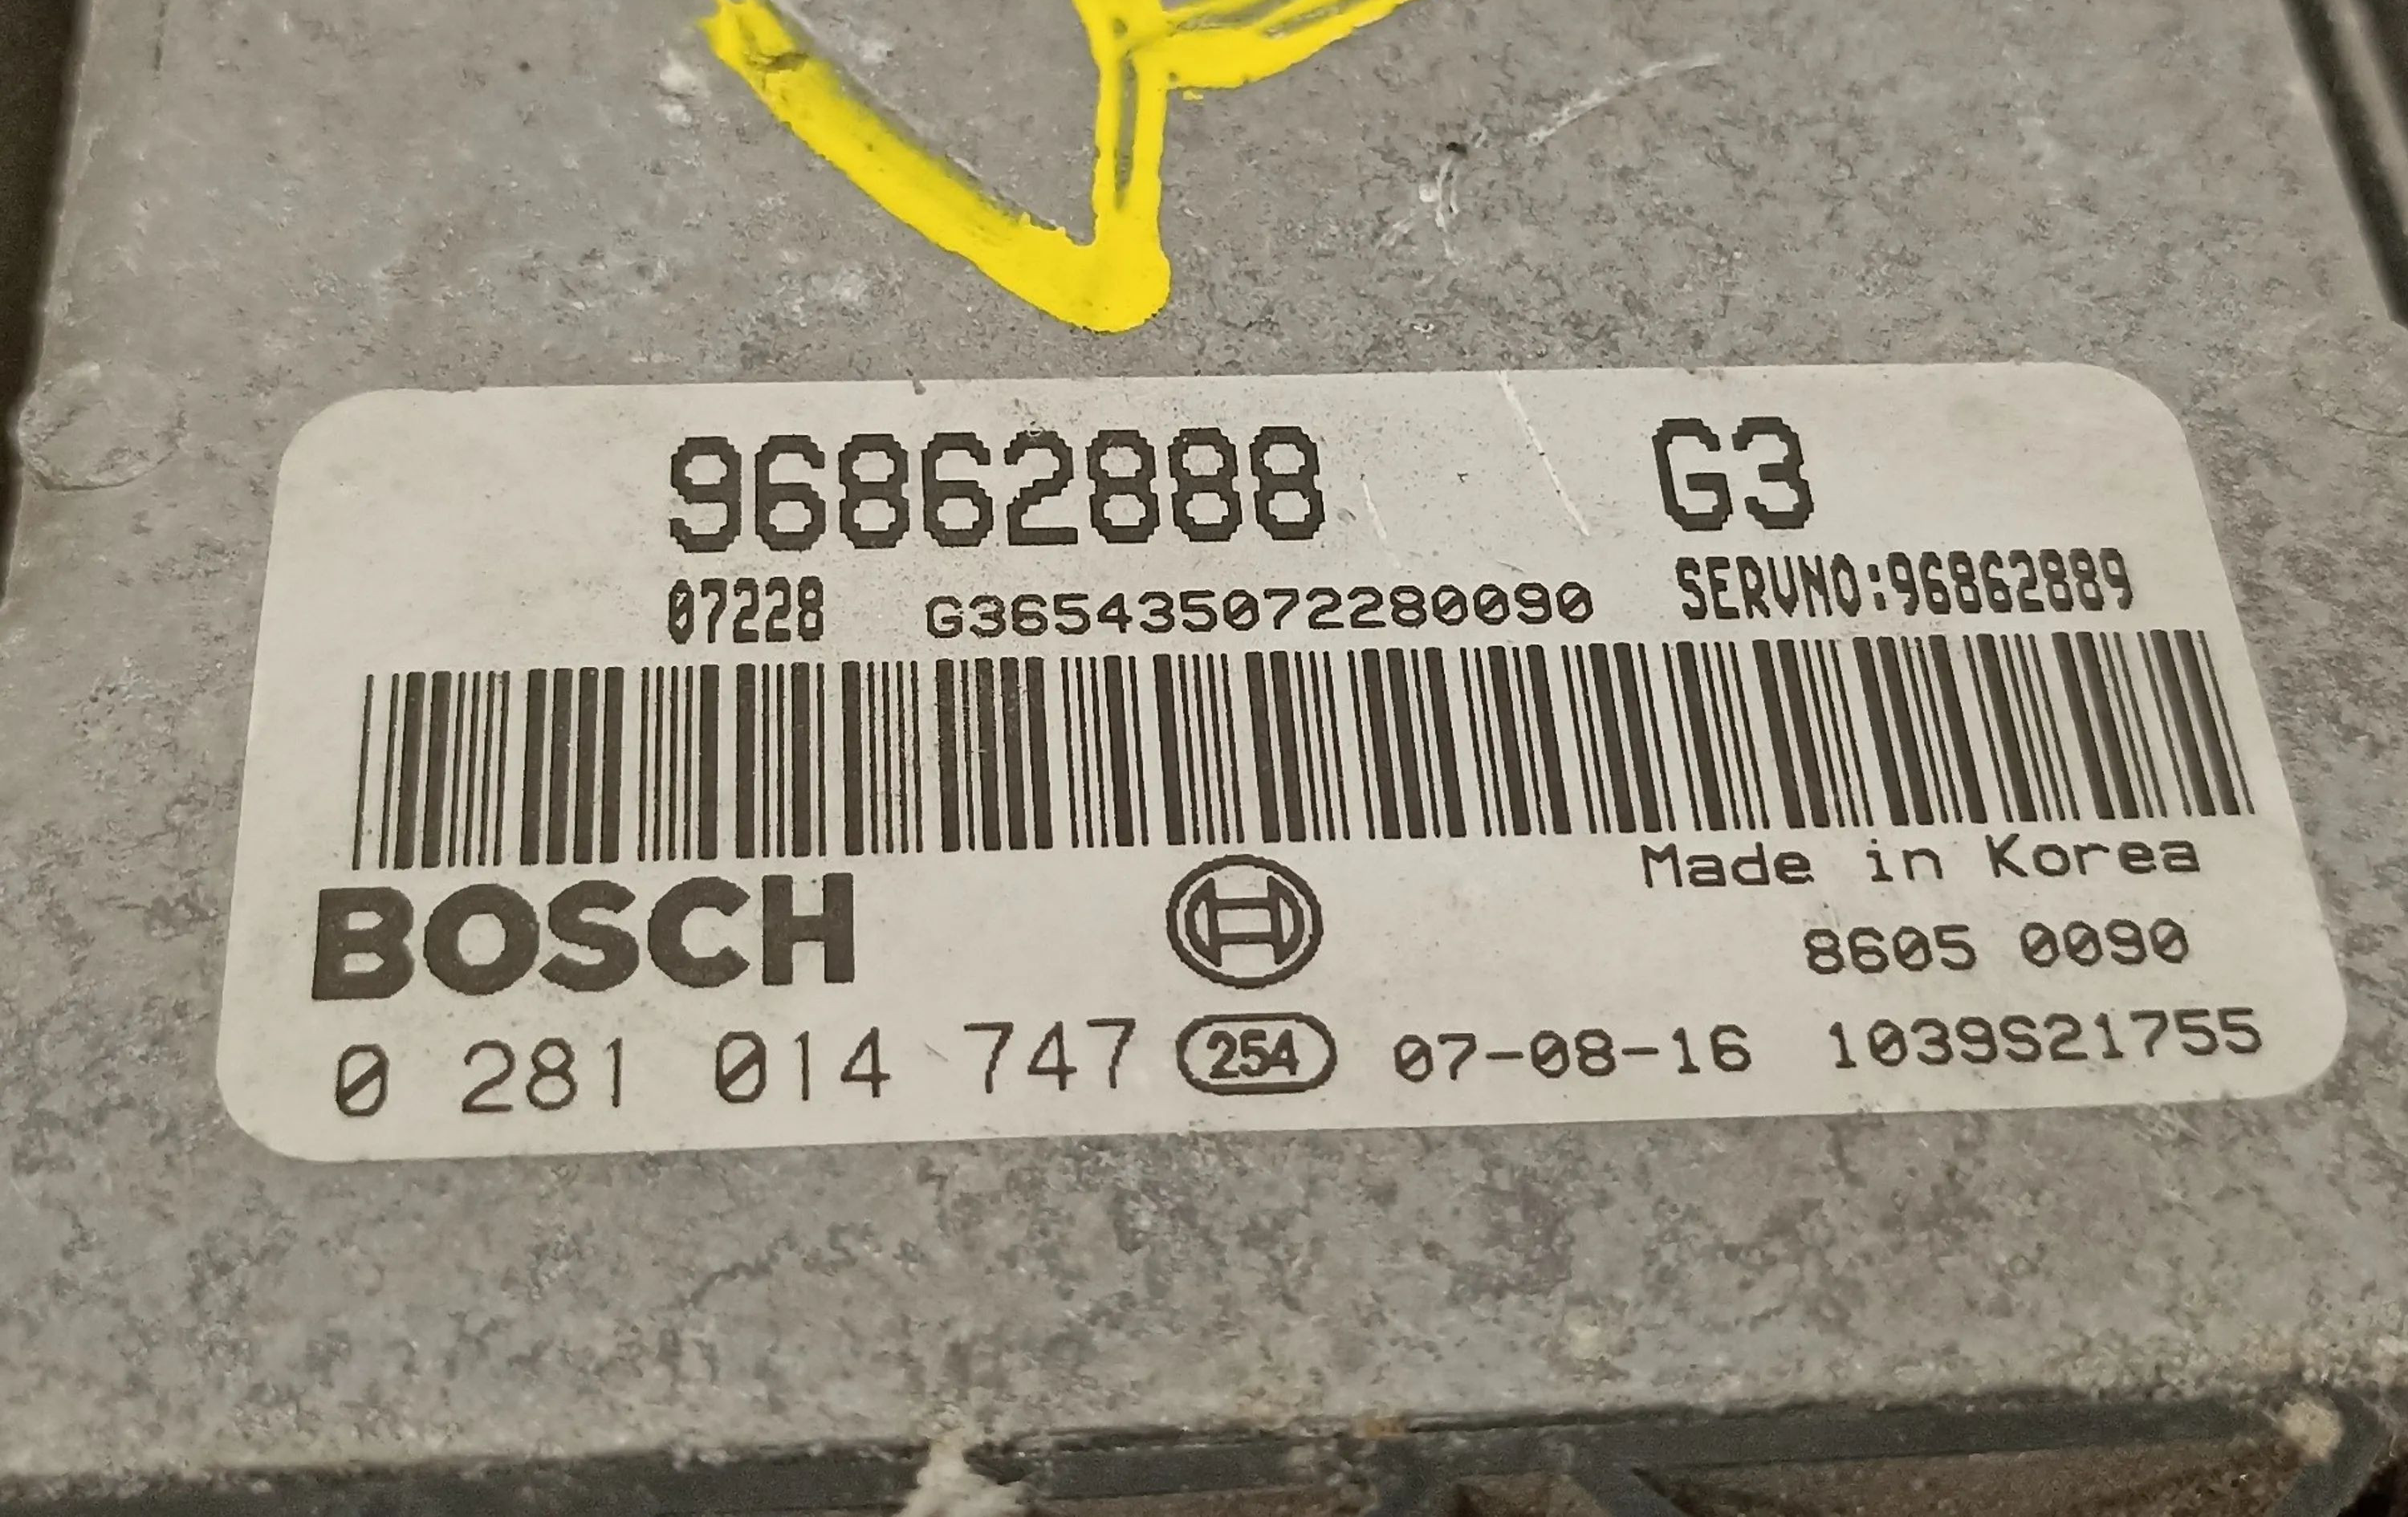 96862888 G3
07228 G365435072280090 SERVNO:96862889
Made in Korea
BOSCH
8605 0090
0 281 014 747 254 07-08-16 1039S21755